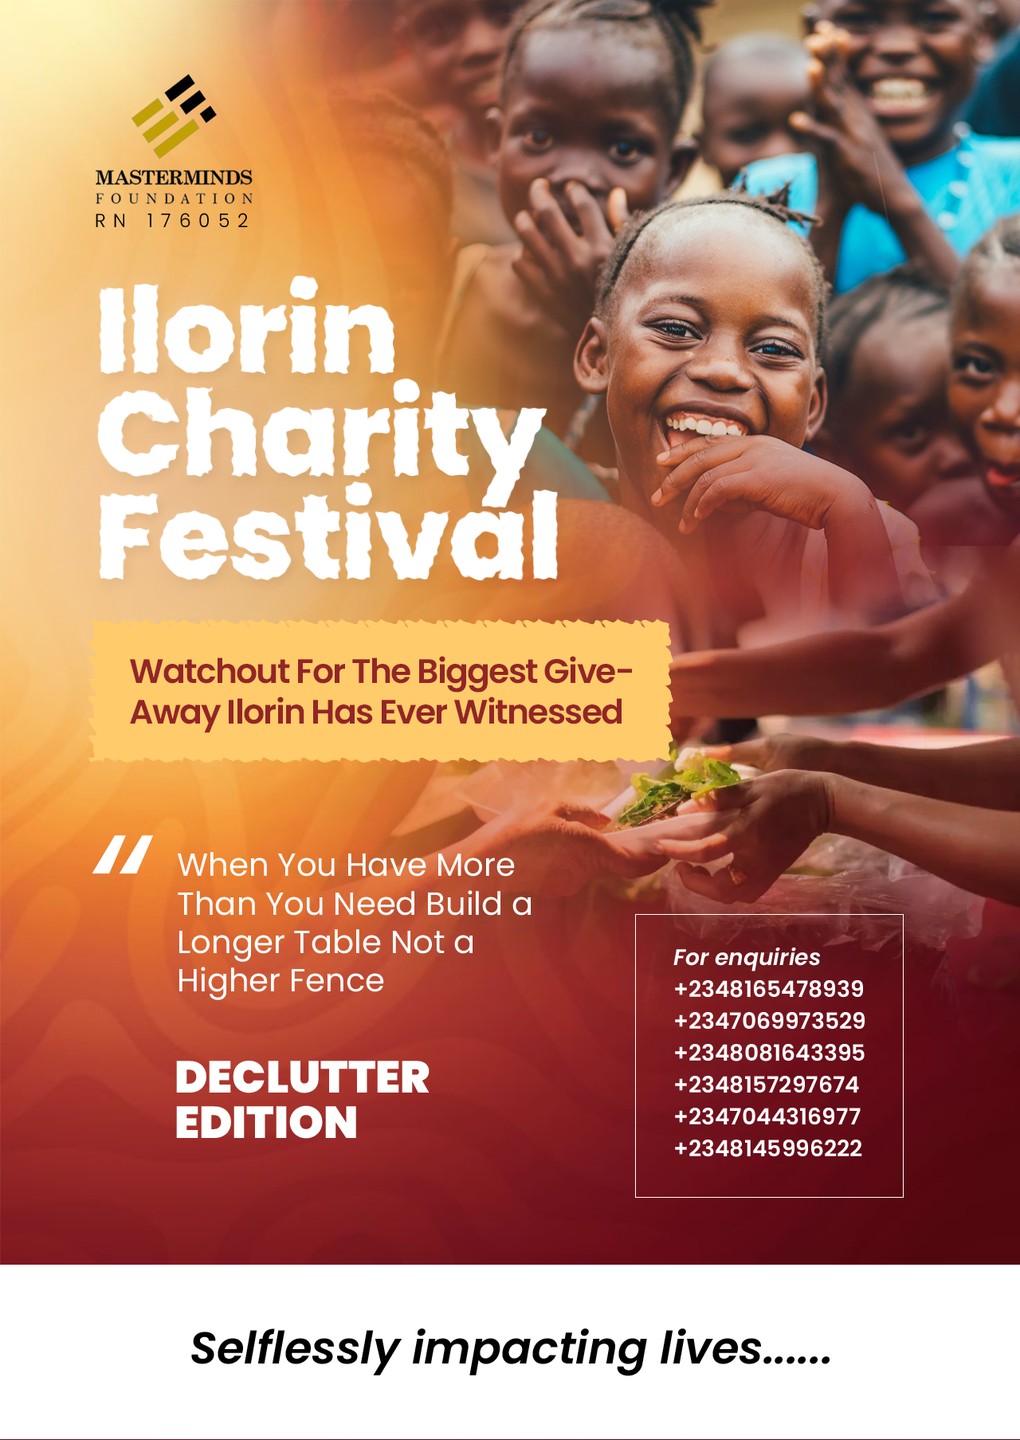 MASTERMINDS
FOUNDATION
RN 176052
Ilorin
Charity
Festival
Watchout For The Biggest Give-
Away Ilorin Has Ever Witnessed
“
When You Have More
Than You Need Build a
Longer Table Not a
Higher Fence
DECLUTTER
EDITION
For enquiries
+2348165478939
+2347069973529
+2348081643395
+2348157297674
+2347044316977
+2348145996222
Selflessly impacting lives......